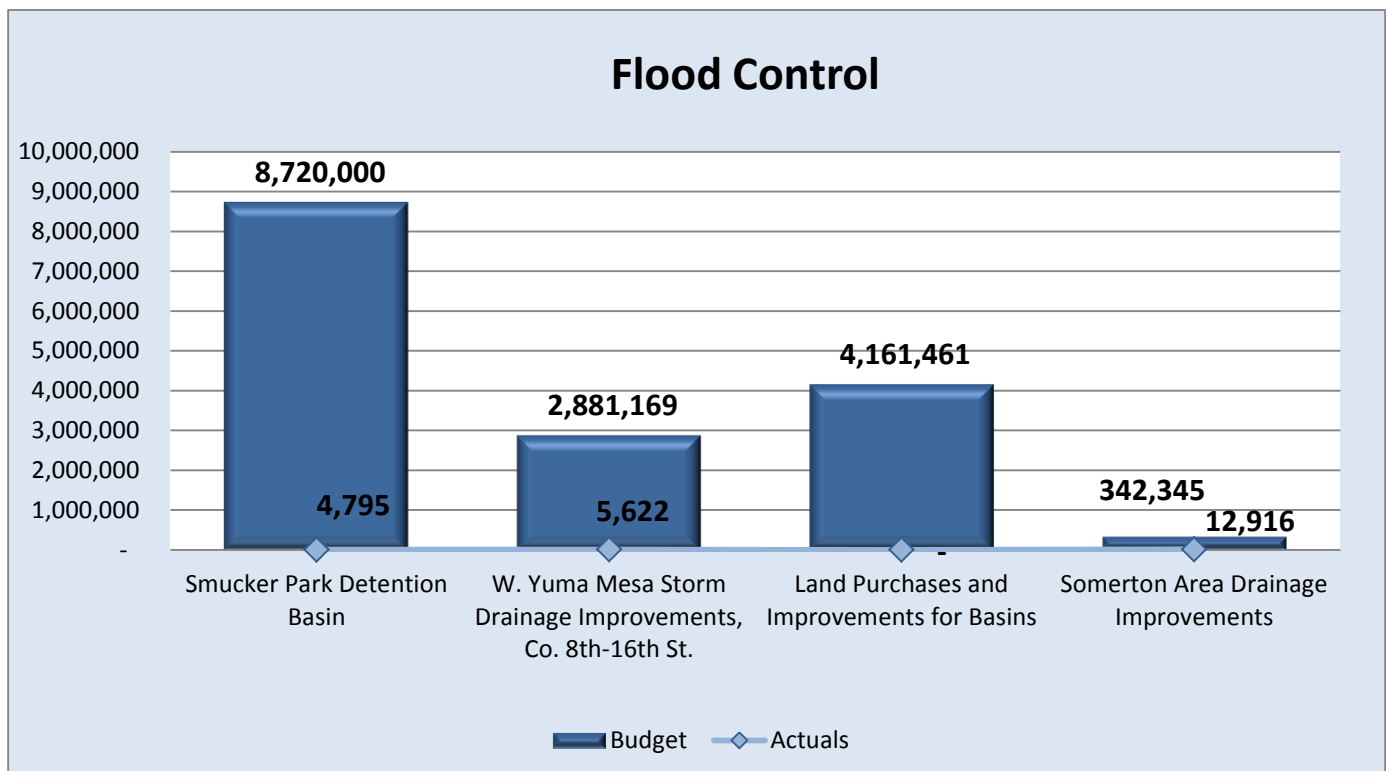 Flood Control
10,000,000
9,000,000
8,000,000
7,000,000
6,000,000
5,000,000
4,000,000
3,000,000
2,000,000
1,000,000
-
8,720,000
2,881,169
4,161,461
342,345
4,795
5,622
-
12,916
Smucker Park Detention
Basin
W. Yuma Mesa Storm
Drainage Improvements,
Co. 8th-16th St.
Land Purchases and
Improvements for Basins
Somerton Area Drainage
Improvements
Budget
Actuals